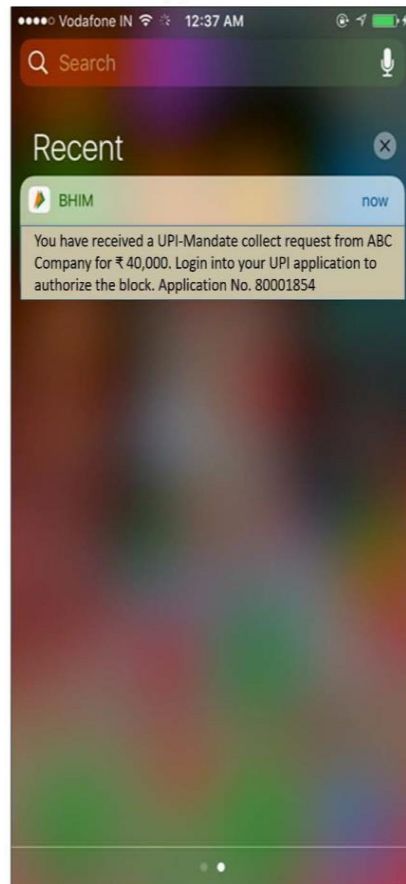 Vodafone IN 12:37 AM
Search
Recent
BHIM now
You have received a UPI-Mandate collect request from ABC
Company for ₹ 40,000. Login into your UPI application to
authorize the block. Application No. 80001854